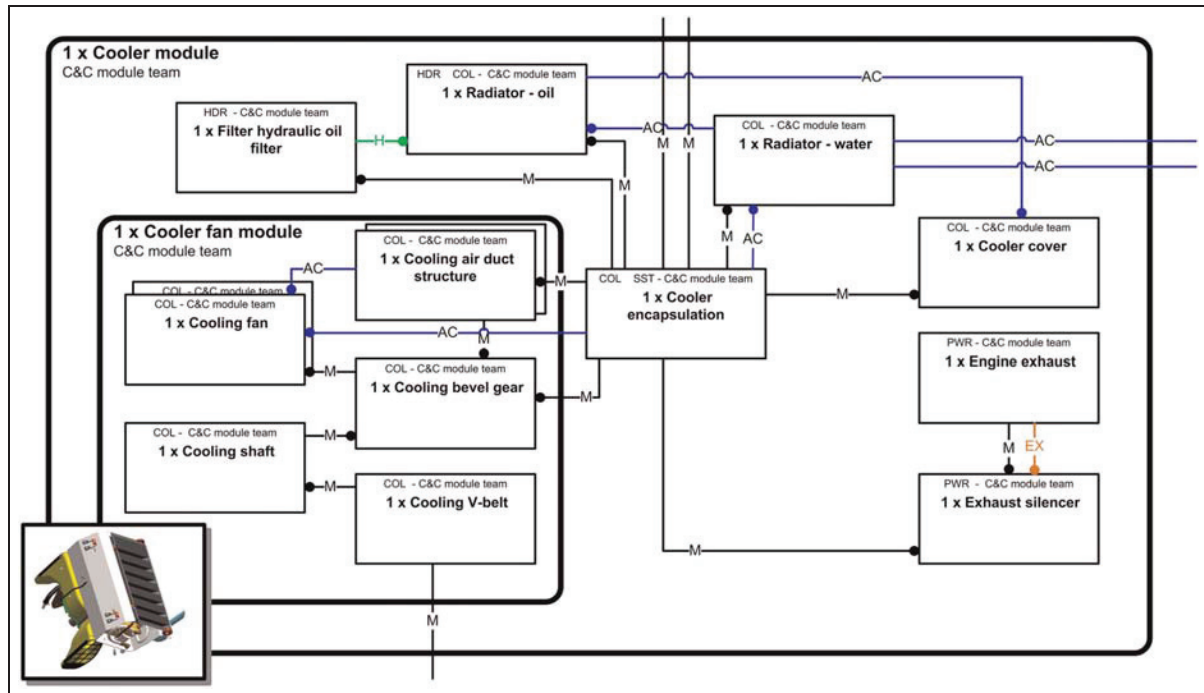 1 x Cooler module
C&C module team
HDR COL - C&C module team
1 x Radiator - oil
AC
HDR - C&C module team
1 x Filter hydraulic oil
filter
H
AC
M
M
COL - C&C module team
1 x Radiator - water
AC
AC
M
M
1 x Cooler fan module
C&C module team
COL - C&C module team
1 x Cooling air duct
structure
AC
M
M
AC
COL - C&C module team
1 x Cooler cover
COL - C&C module team
COL - C&C module team
1 x Cooling fan
COL SST - C&C module team
1 x Cooler
encapsulation
M
AC
M
M
COL - C&C module team
1 x Cooling bevel gear
M
PWR - C&C module team
1 x Engine exhaust
COL - C&C module team
1 x Cooling shaft
M
M
EX
M
COL - C&C module team
1 x Cooling V-belt
PWR - C&C module team
1 x Exhaust silencer
M
M